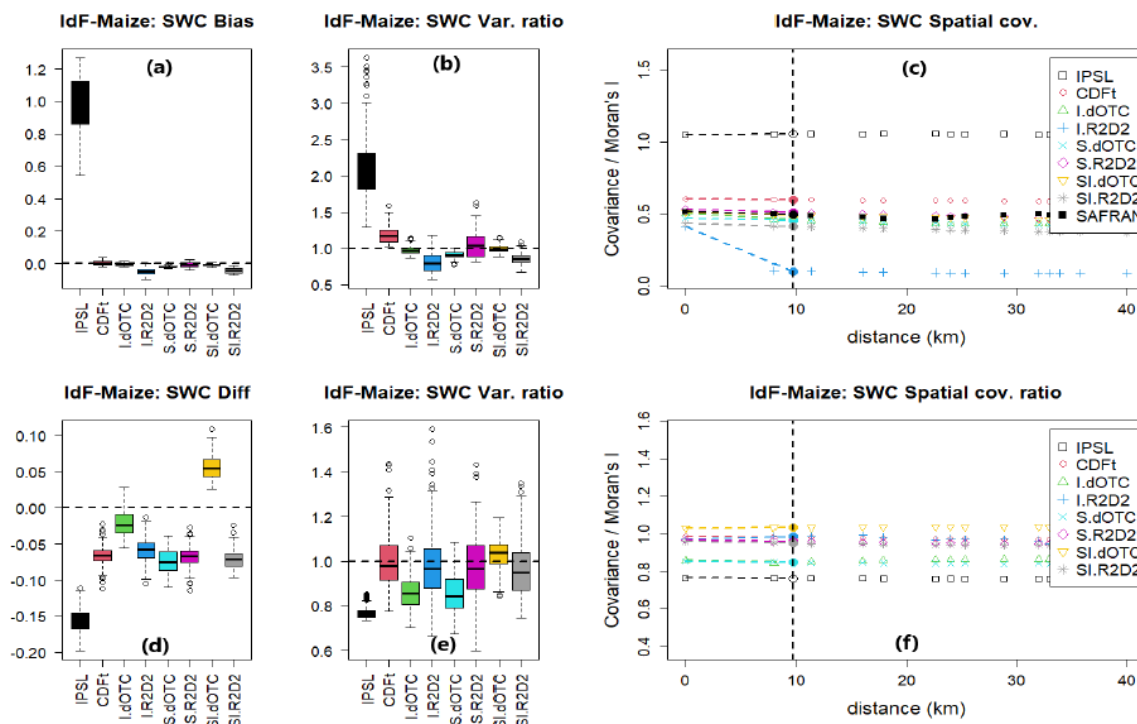 IdF-Maize: SWC Bias
(a)
1.2
1.0
0.8
0.6
0.4
0.2
0.0
IPSL
CDFt
I.dOTC
I.R2D2
S.dOTC
S.R2D2
SI.dOTC
SI.R2D2
IdF-Maize: SWC Var. ratio
(b)
3.5
3.0
2.5
2.0
1.5
1.0
0.5
IPSL
CDFt
I.dOTC
I.R2D2
S.dOTC
S.R2D2
SI.dOTC
SI.R2D2
IdF-Maize: SWC Spatial cov.
(c)
Covariance / Moran's I
1.5
1.0
0.5
0.0
0
10
20
30
40
distance (km)
IPSL
CDFt
I.dOTC
I.R2D2
S.dOTC
S.R2D2
SI.dOTC
SI.R2D2
SAFRAN
IdF-Maize: SWC Diff
(d)
0.10
0.05
0.00
-0.05
-0.10
-0.15
-0.20
IPSL
CDFt
I.dOTC
I.R2D2
S.dOTC
S.R2D2
SI.dOTC
SI.R2D2
IdF-Maize: SWC Var. ratio
(e)
1.6
1.4
1.2
1.0
0.8
0.6
IPSL
CDFt
I.dOTC
I.R2D2
S.dOTC
S.R2D2
SI.dOTC
SI.R2D2
IdF-Maize: SWC Spatial cov. ratio
(f)
Covariance / Moran's I
1.6
1.4
1.2
1.0
0.8
0.6
0.4
0
10
20
30
40
distance (km)
IPSL
CDFt
I.dOTC
I.R2D2
S.dOTC
S.R2D2
SI.dOTC
SI.R2D2